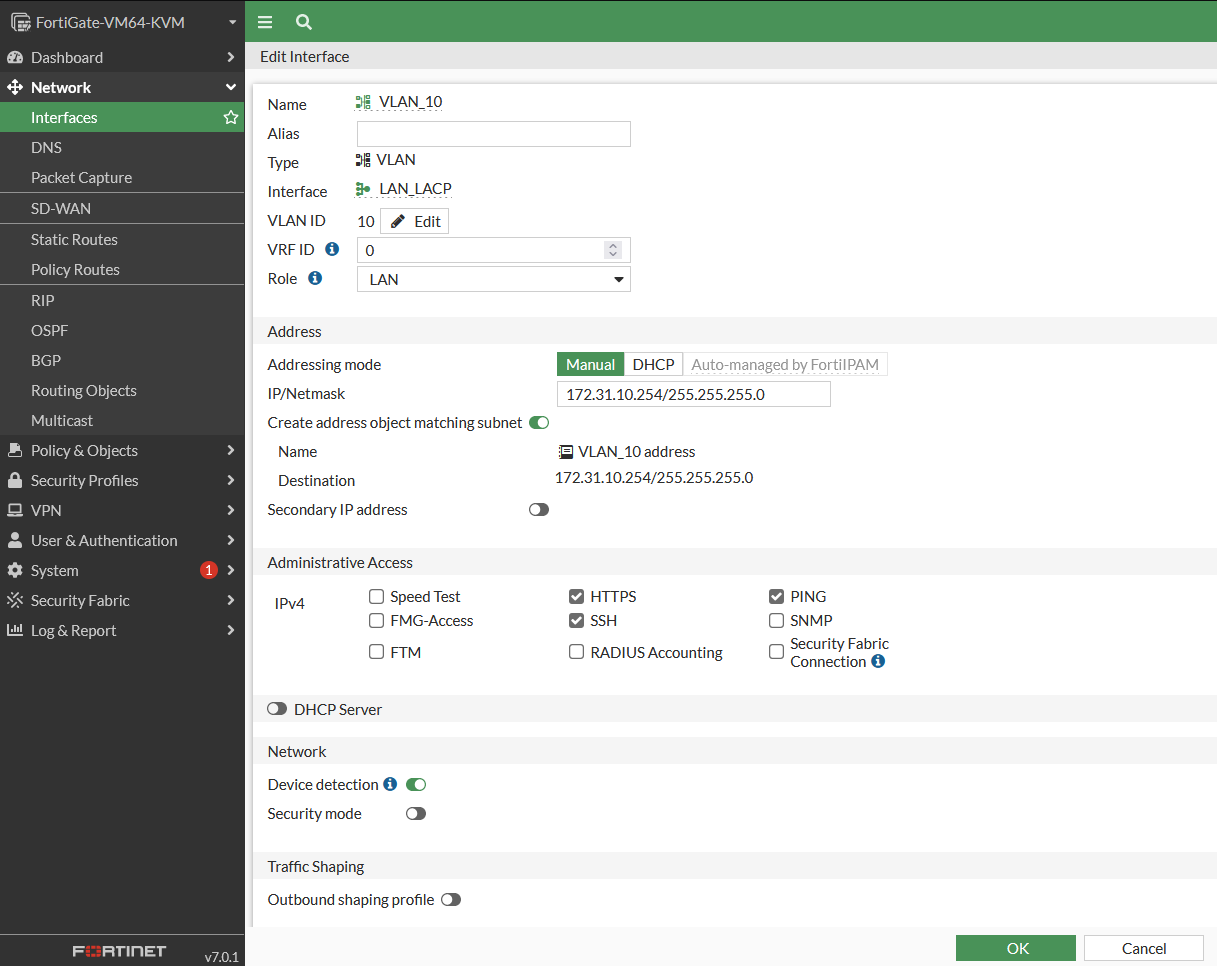 FortiGate-VM64-KVM
Dashboard
Network
Interfaces
DNS
Packet Capture
SD-WAN
Static Routes
Policy Routes
RIP
OSPF
BGP
Routing Objects
Multicast
Policy & Objects
Security Profiles
VPN
User & Authentication
System 1
Security Fabric
Log & Report
FORTINET v7.0.1
Edit Interface
Name VLAN_10
Alias
Type VLAN
Interface LAN_LACP
VLAN ID 10 Edit
VRF ID 0
Role LAN
Address
Addressing mode Manual DHCP Auto-managed by FortiIPAM
IP/Netmask 172.31.10.254/255.255.255.0
Create address object matching subnet
Name VLAN_10 address
Destination 172.31.10.254/255.255.255.0
Secondary IP address
Administrative Access
IPv4 Speed Test HTTPS PING
FMG-Access SSH SNMP
FTM RADIUS Accounting Security Fabric
Connection
DHCP Server
Network
Device detection
Security mode
Traffic Shaping
Outbound shaping profile
OK Cancel